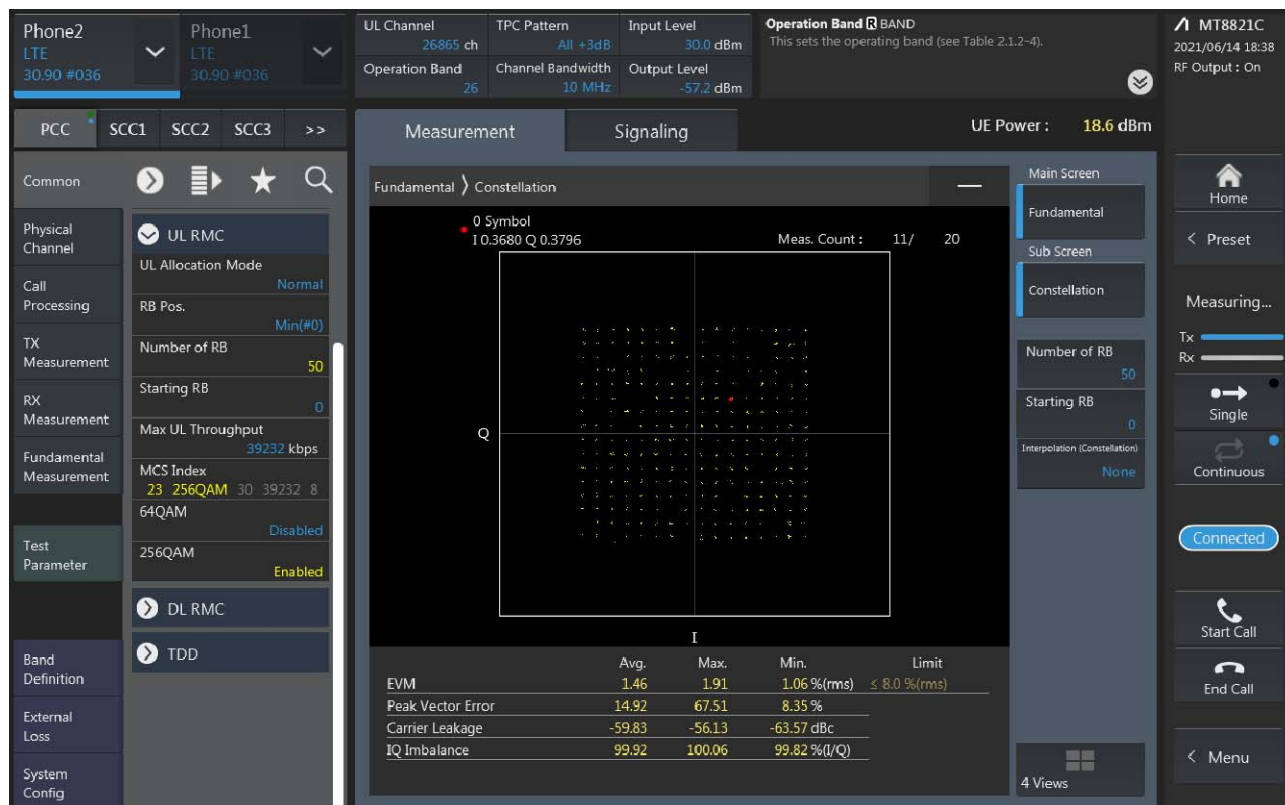 Phone2
LTE
30.90 #036
Phone1
LTE
30.90 #036
UL Channel
26865 ch
TPC Pattern
All +3dB
Input Level
30.0 dBm
Operation Band
26
Channel Bandwidth
10 MHz
Output Level
-57.2 dBm
Operation Band R BAND
This sets the operating band (see Table 2.1.2-4).
MT8821C
2021/06/14 18:38
RF Output : On
PCC SCC1 SCC2 SCC3 >>
Measurement Signaling
UE Power : 18.6 dBm
Common
Physical
Channel
Call
Processing
TX
Measurement
RX
Measurement
Fundamental
Measurement
Test
Parameter
Band
Definition
External
Loss
System
Config
UL RMC
UL Allocation Mode
Normal
RB Pos.
Min(#0)
Number of RB
50
Starting RB
0
Max UL Throughput
39232 kbps
MCS Index
23 256QAM 30 39232 8
64QAM
Disabled
256QAM
Enabled
DL RMC
TDD
Fundamental 〉 Constellation
0 Symbol
I 0.3680 Q 0.3796
Meas. Count : 11/ 20
Q
I
Avg. Max. Min. Limit
EVM 1.46 1.91 1.06 %(rms) ≤ 8.0 %(rms)
Peak Vector Error 14.92 67.51 8.35 %
Carrier Leakage -59.83 -56.13 -63.57 dBc
IQ Imbalance 99.92 100.06 99.82 %(I/Q)
Main Screen
Fundamental
Sub Screen
Constellation
Number of RB
50
Starting RB
0
Interpolation (Constellation)
None
4 Views
Home
< Preset
Measuring...
Tx
Rx
Single
Continuous
Connected
Start Call
End Call
< Menu